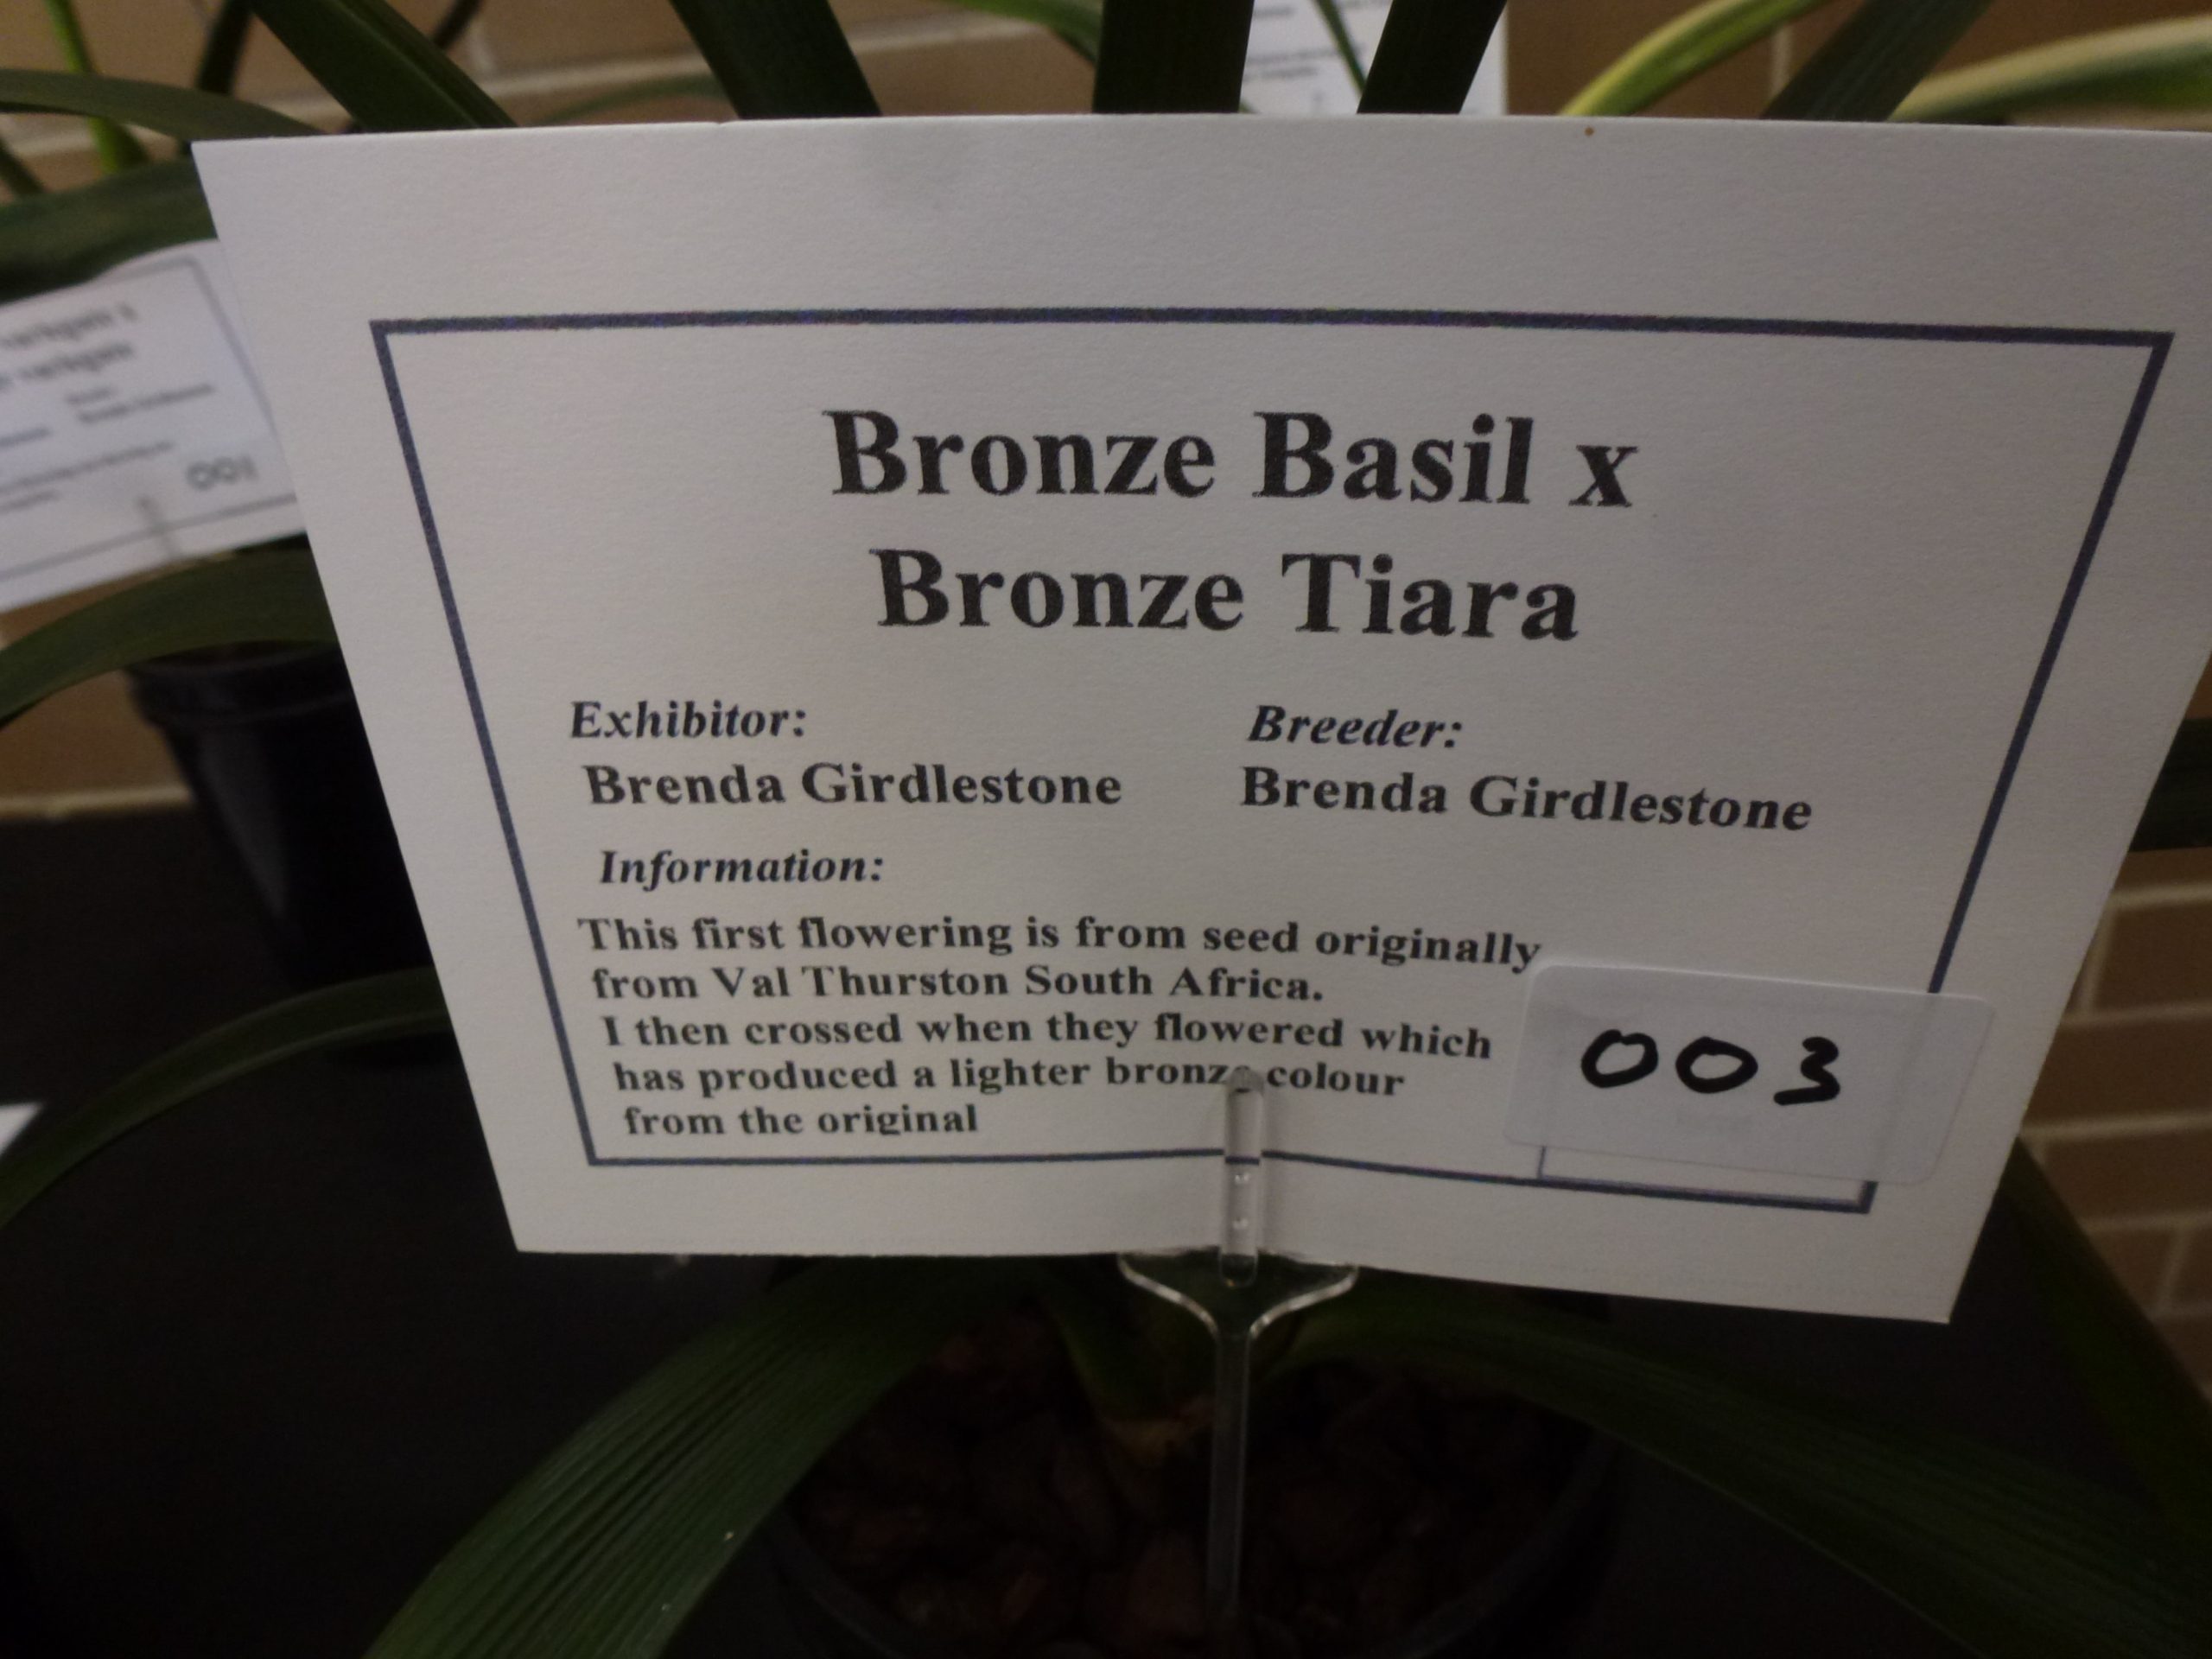 Bronze Basil x
Bronze Tiara
Exhibitor:
Brenda Girdlestone
Breeder:
Brenda Girdlestone
Information:
This first flowering is from seed originally
from Val Thurston South Africa.
I then crossed when they flowered which
has produced a lighter bronze colour
from the original
003
001